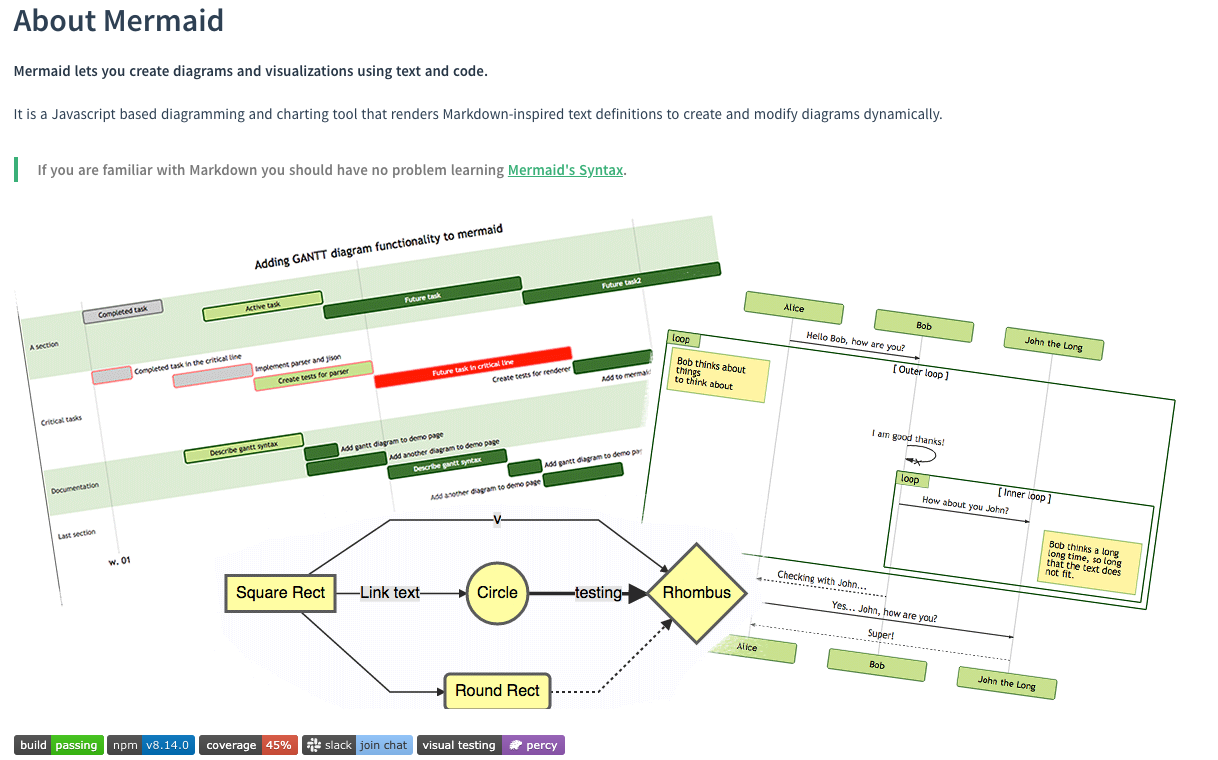 About Mermaid
Mermaid lets you create diagrams and visualizations using text and code.
It is a Javascript based diagramming and charting tool that renders Markdown-inspired text definitions to create and modify diagrams dynamically.
If you are familiar with Markdown you should have no problem learning Mermaid's Syntax.
Adding GANTT diagram functionality to mermaid
A section
Completed task
Active task
Future task
Future task2
Critical tasks
Completed task in the critical line
Implement parser and jison
Create tests for parser
Future task in critical line
Create tests for renderer
Add to mermaid
Documentation
Describe gantt syntax
Add gantt diagram to demo page
Add another diagram to demo page
Last section
Describe gantt syntax
Add gantt diagram to demo pa
Add another diagram to demo page
w. 01
Alice
Bob
John the Long
Hello Bob, how are you?
loop
[ Outer loop ]
Bob thinks about
things
to think about
I am good thanks!
loop
[ Inner loop ]
How about you John?
Bob thinks a long
long time, so long
that the text does
not fit.
Checking with John...
Yes... John, how are you?
Super!
Alice
Bob
John the Long
V
Square Rect
Link text
Circle
testing
Rhombus
Round Rect
build passing npm v8.14.0 coverage 45% slack join chat visual testing percy